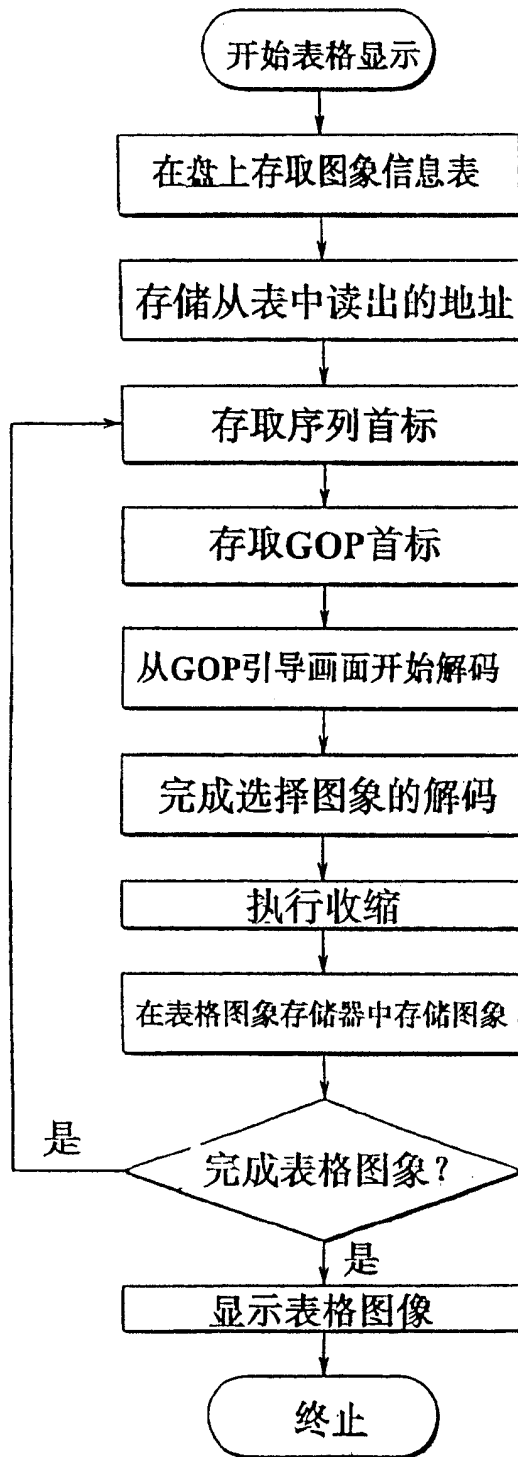 开始表格显示
在盘上存取图象信息表
存储从表中读出的地址
存取序列首标
存取GOP首标
从GOP引导画面开始解码
完成选择图象的解码
执行收缩
在表格图象存储器中存储图象
是
完成表格图象？
是
显示表格图像
终止